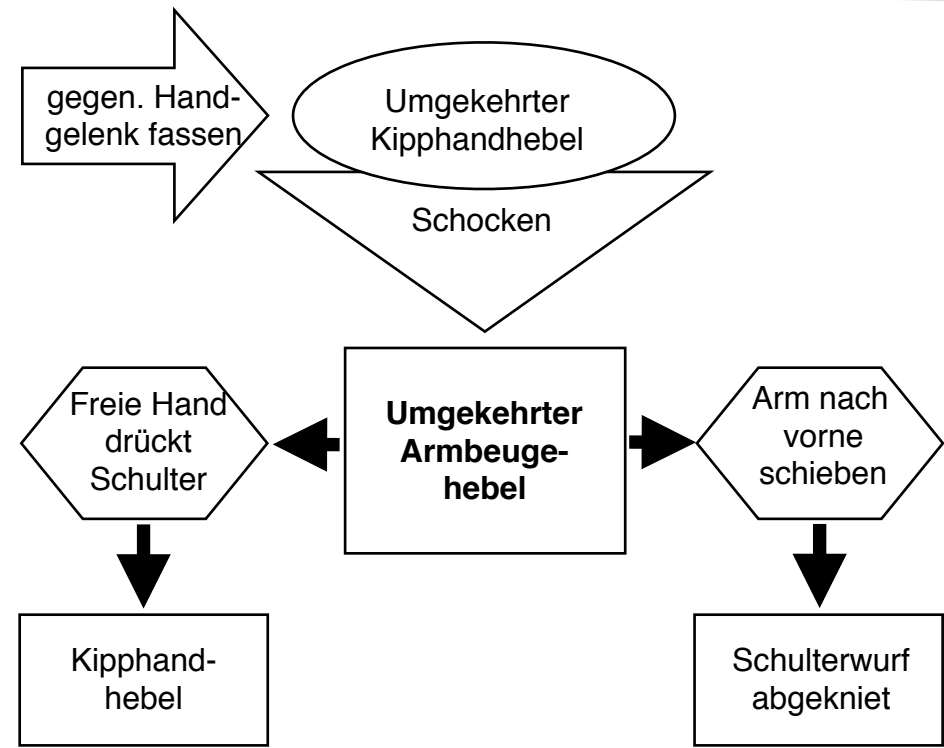 gegen. Hand-
gelenk fassen
Umgekehrter
Kipphandhebel
Schocken
Freie Hand
drückt
Schulter
Umgekehrter
Armbeuge-
hebel
Arm nach
vorne
schieben
Kipphand-
hebel
Schulterwurf
abgekniet